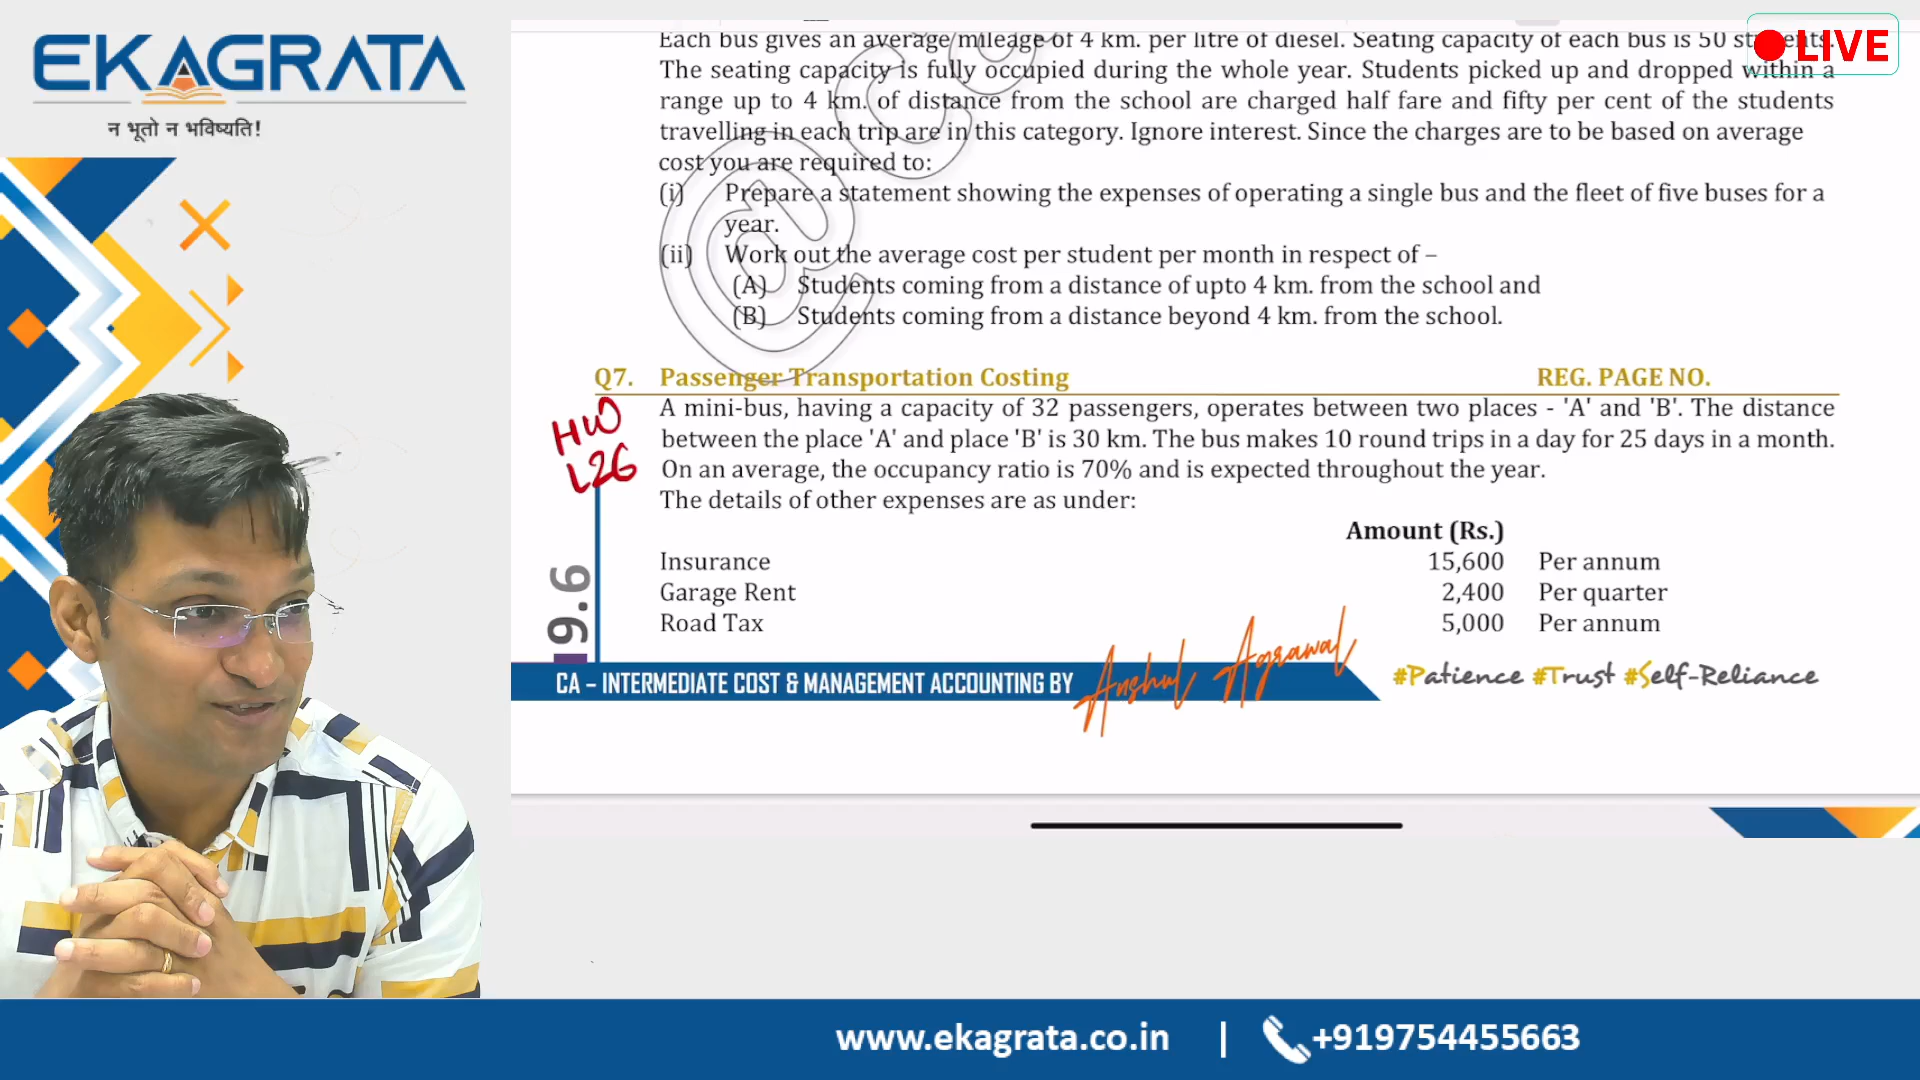 EKAGRATA
न भूतो न भविष्यति!
LIVE
Each bus gives an average mileage of 4 km. per litre of diesel. Seating capacity of each bus is 50 students.
The seating capacity is fully occupied during the whole year. Students picked up and dropped within a
range up to 4 km. of distance from the school are charged half fare and fifty per cent of the students
travelling in each trip are in this category. Ignore interest. Since the charges are to be based on average
cost you are required to:
(i) Prepare a statement showing the expenses of operating a single bus and the fleet of five buses for a
year.
(ii) Work out the average cost per student per month in respect of –
(A) Students coming from a distance of upto 4 km. from the school and
(B) Students coming from a distance beyond 4 km. from the school.
Q7. Passenger Transportation Costing REG. PAGE NO.
HW
L26
A mini-bus, having a capacity of 32 passengers, operates between two places - 'A' and 'B'. The distance
between the place 'A' and place 'B' is 30 km. The bus makes 10 round trips in a day for 25 days in a month.
On an average, the occupancy ratio is 70% and is expected throughout the year.
The details of other expenses are as under:
Amount (Rs.)
Insurance 15,600 Per annum
Garage Rent 2,400 Per quarter
Road Tax 5,000 Per annum
19.6
CA – INTERMEDIATE COST & MANAGEMENT ACCOUNTING BY Anshul Agrawal
#Patience #Trust #Self-Reliance
www.ekagrata.co.in | +919754455663